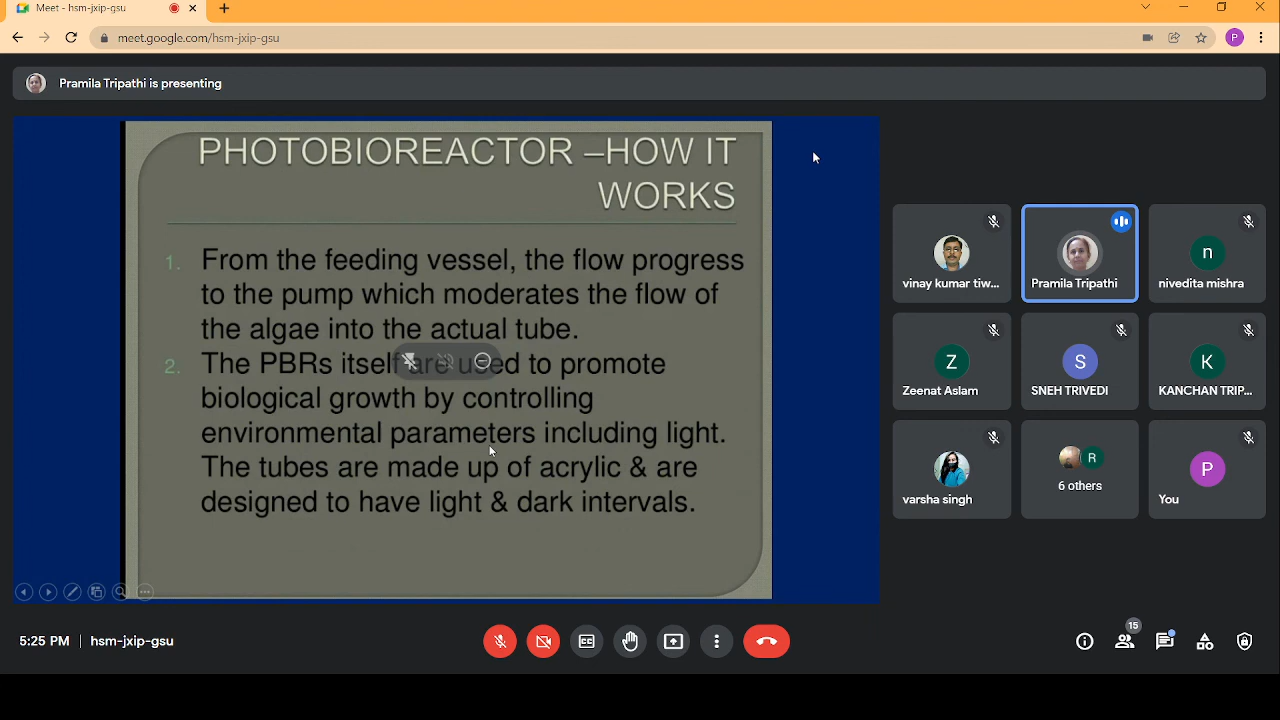 Meet - hsm-jxip-gsu
meet.google.com/hsm-jxip-gsu
P
Pramila Tripathi is presenting
PHOTOBIOREACTOR –HOW IT
WORKS
1. From the feeding vessel, the flow progress
to the pump which moderates the flow of
the algae into the actual tube.
2. The PBRs itself are used to promote
biological growth by controlling
environmental parameters including light.
The tubes are made up of acrylic & are
designed to have light & dark intervals.
vinay kumar tiw...
Pramila Tripathi
n
nivedita mishra
Z
Zeenat Aslam
S
SNEH TRIVEDI
K
KANCHAN TRIP...
varsha singh
R
6 others
P
You
5:25 PM | hsm-jxip-gsu
15